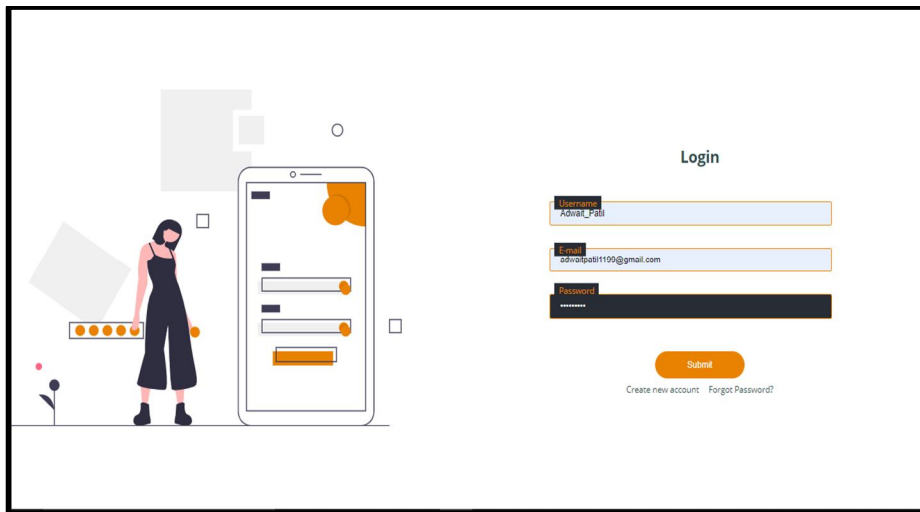 Login
Username
Adwait_Patil
E-mail
adwaitpatil1199@gmail.com
Password
•••••••••
Submit
Create new account Forgot Password?